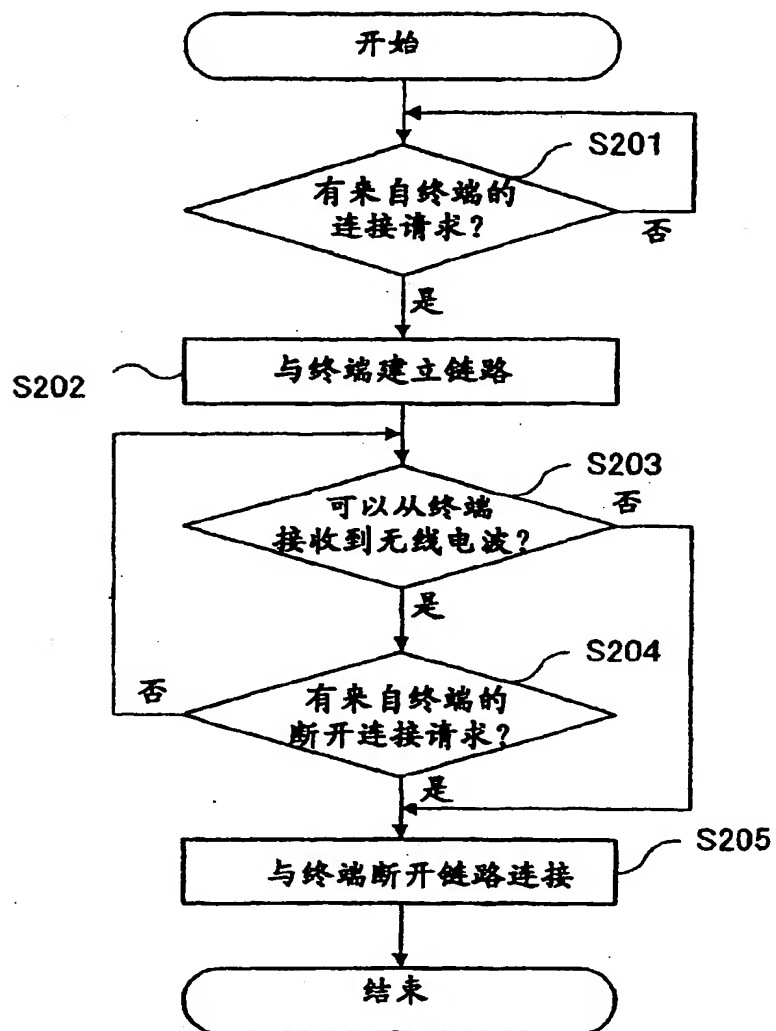 开始
S201
有来自终端的
连接请求?
否
是
与终端建立链路
S202
S203
可以从终端
接收到无线电波?
否
是
S204
有来自终端的
断开连接请求?
否
是
S205
与终端断开链路连接
结束